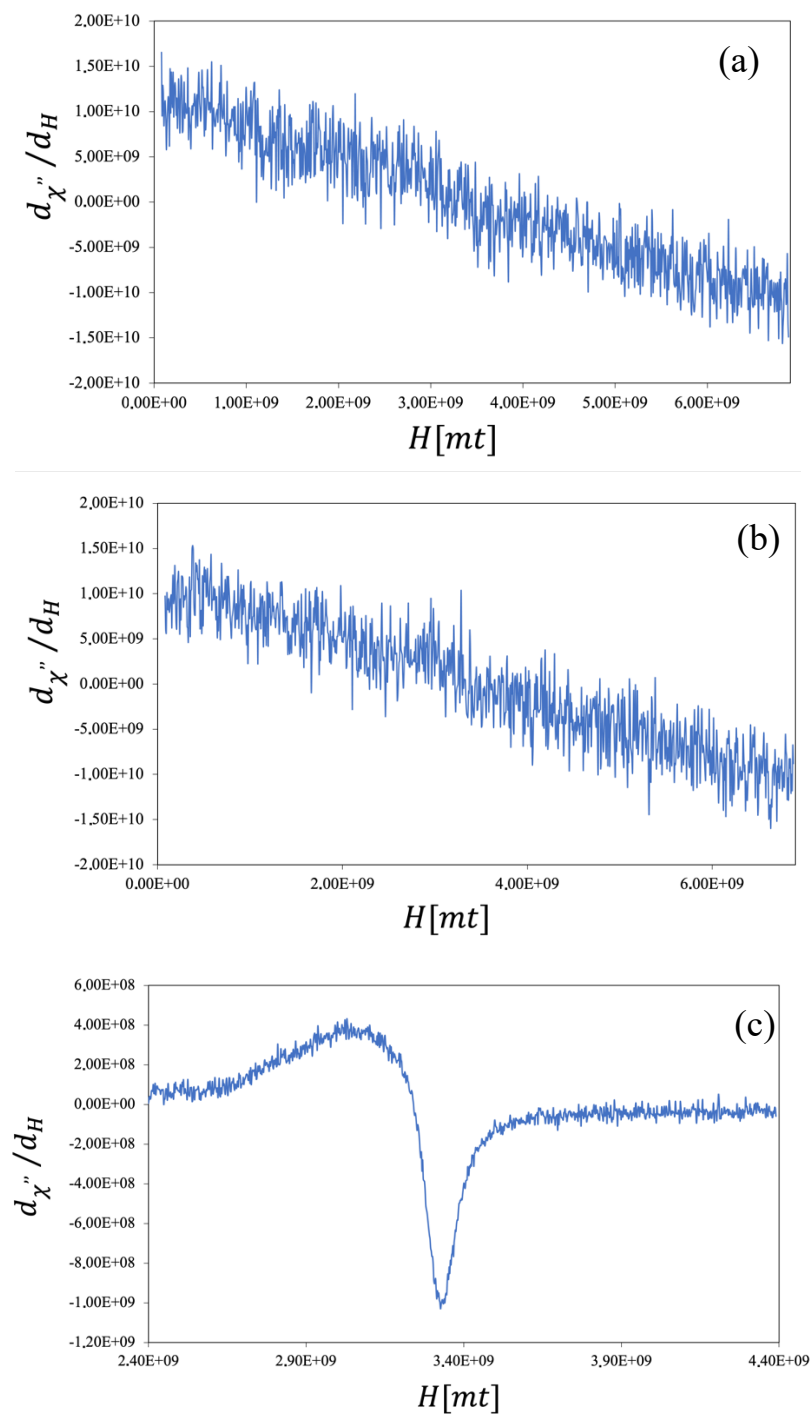 (a)
2,00E+10
1,50E+10
1,00E+10
5,00E+09
0,00E+00
-5,00E+09
-1,00E+10
-1,50E+10
-2,00E+10
0,00E+00 1,00E+09 2,00E+09 3,00E+09 4,00E+09 5,00E+09 6,00E+09
dχ" /dH
H[mt]
(b)
2,00E+10
1,50E+10
1,00E+10
5,00E+09
0,00E+00
-5,00E+09
-1,00E+10
-1,50E+10
-2,00E+10
0,00E+00 2,00E+09 4,00E+09 6,00E+09
dχ" /dH
H[mt]
(c)
6,00E+08
4,00E+08
2,00E+08
0,00E+00
-2,00E+08
-4,00E+08
-6,00E+08
-8,00E+08
-1,00E+09
-1,20E+09
2,40E+09 2,90E+09 3,40E+09 3,90E+09 4,40E+09
dχ" /dH
H[mt]